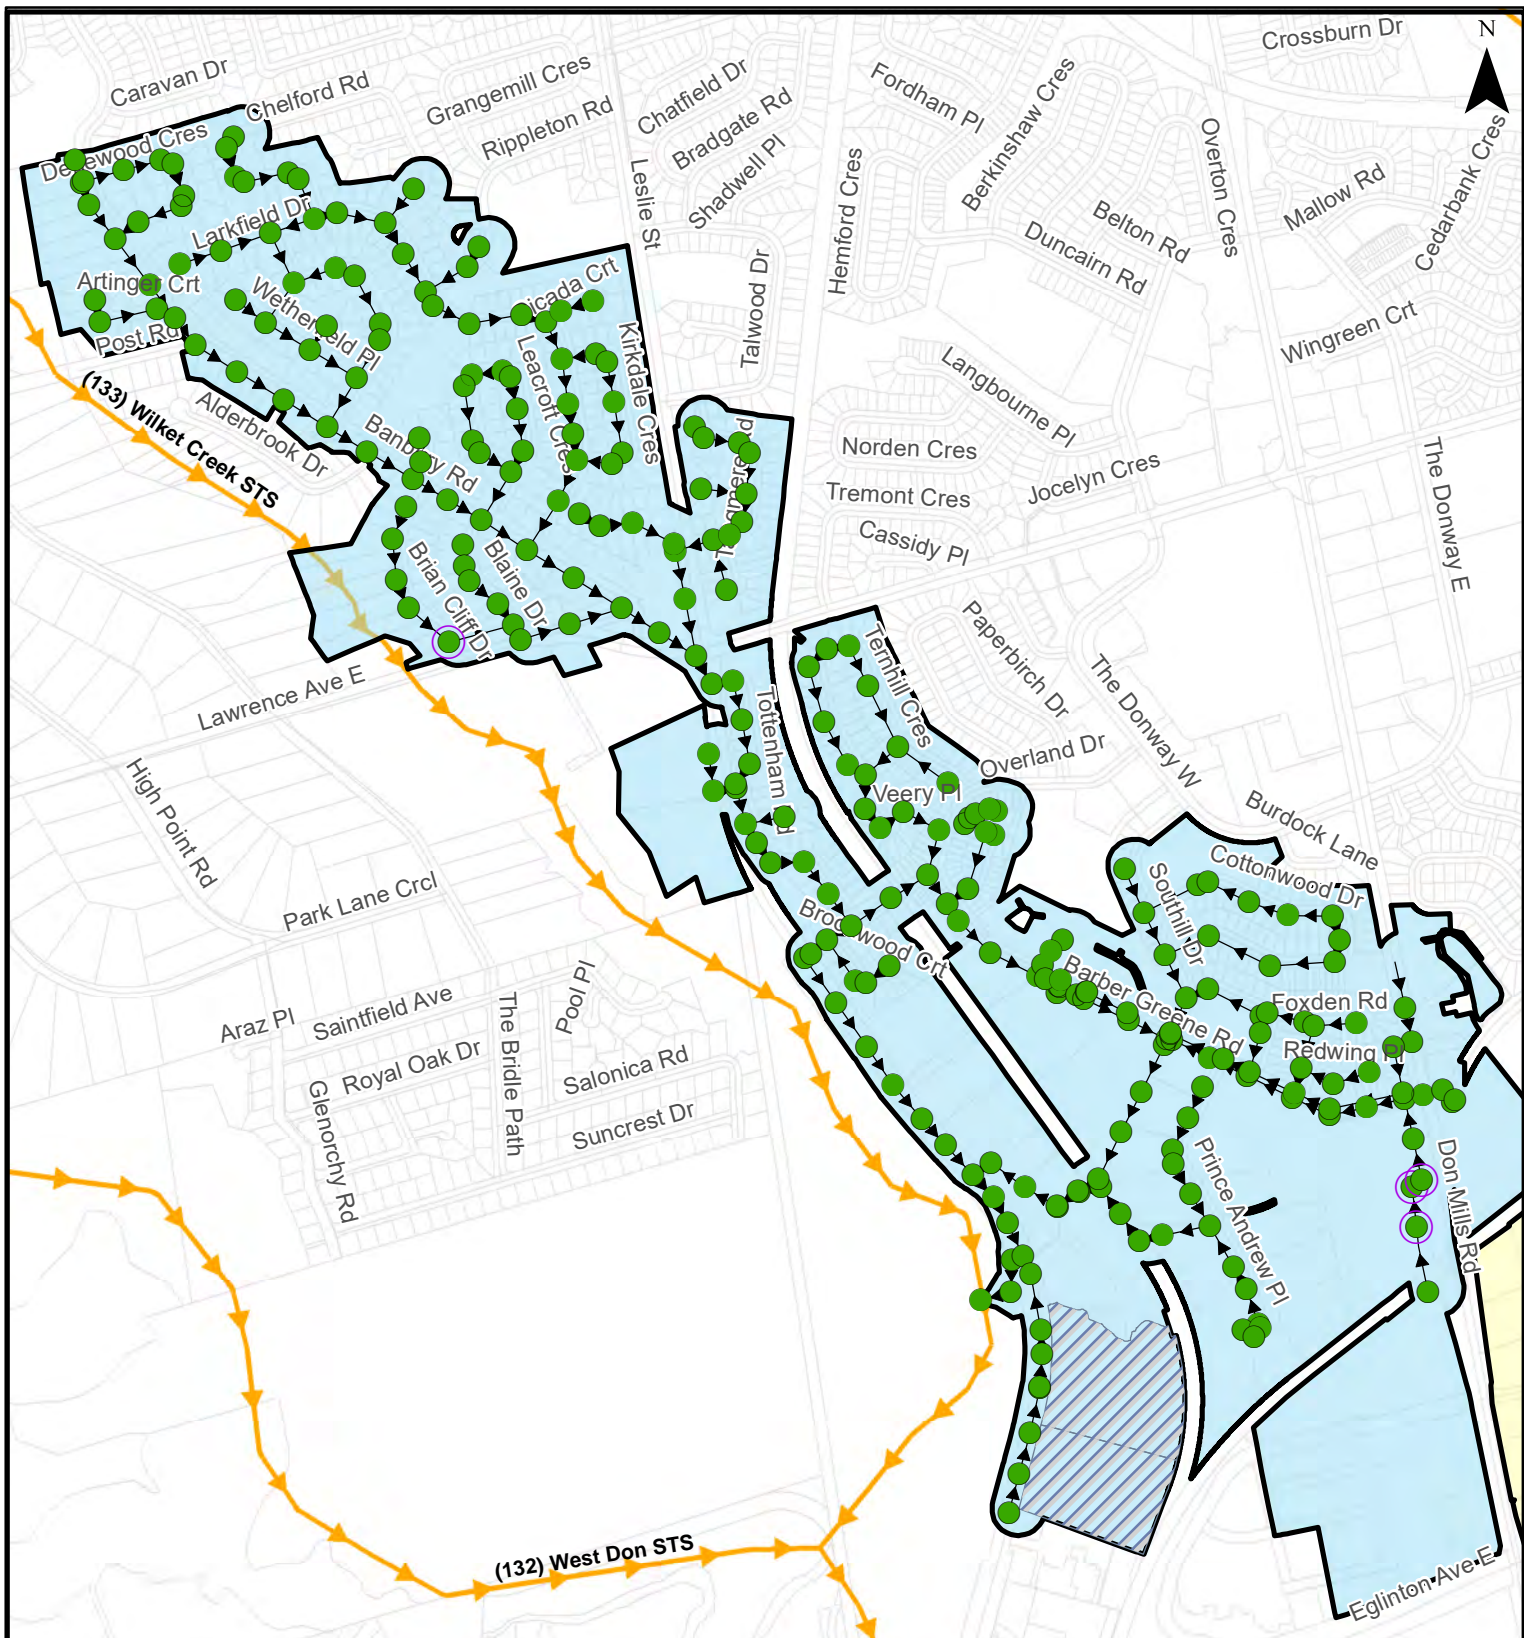 Crossburn Dr
N
Caravan Dr
Chelford Rd
Grangemill Cres
Rippleton Rd
Chatfield Dr
Bradgate Rd
Shadwell Pl
Fordham Pl
Berkinshaw Cres
Overton Cres
Mallow Rd
Cedarbank Cres
Denewood Cres
Leslie St
Hemford Cres
Belton Rd
Duncairn Rd
Larkfield Dr
Artinger Crt
Post Rd
Wetherfield Pl
Cicada Crt
Kirkdale Cres
Leacroft Cres
Talwood Dr
Wingreen Crt
Langbourne Pl
(133) Wilket Creek STS
Alderbrook Dr
Banbury Rd
Norden Cres
Tremont Cres
Cassidy Pl
Jocelyn Cres
The Donway E
Brian Cliff Dr
Blaine Dr
Lawrence Ave E
Ternhill Cres
Paperbirch Dr
The Donway W
Overland Dr
Tottenham Rd
Veery Pl
High Point Rd
Burdock Lane
Cottonwood Dr
Southill Dr
Park Lane Crcl
Brookwood Crt
Barber Greene Rd
Foxden Rd
Redwing Pl
Araz Pl
Saintfield Ave
The Bridle Path
Pool Pl
Royal Oak Dr
Salonica Rd
Glenorchy Rd
Suncrest Dr
Prince Andrew Pl
Don Mills Rd
(132) West Don STS
Eglinton Ave E